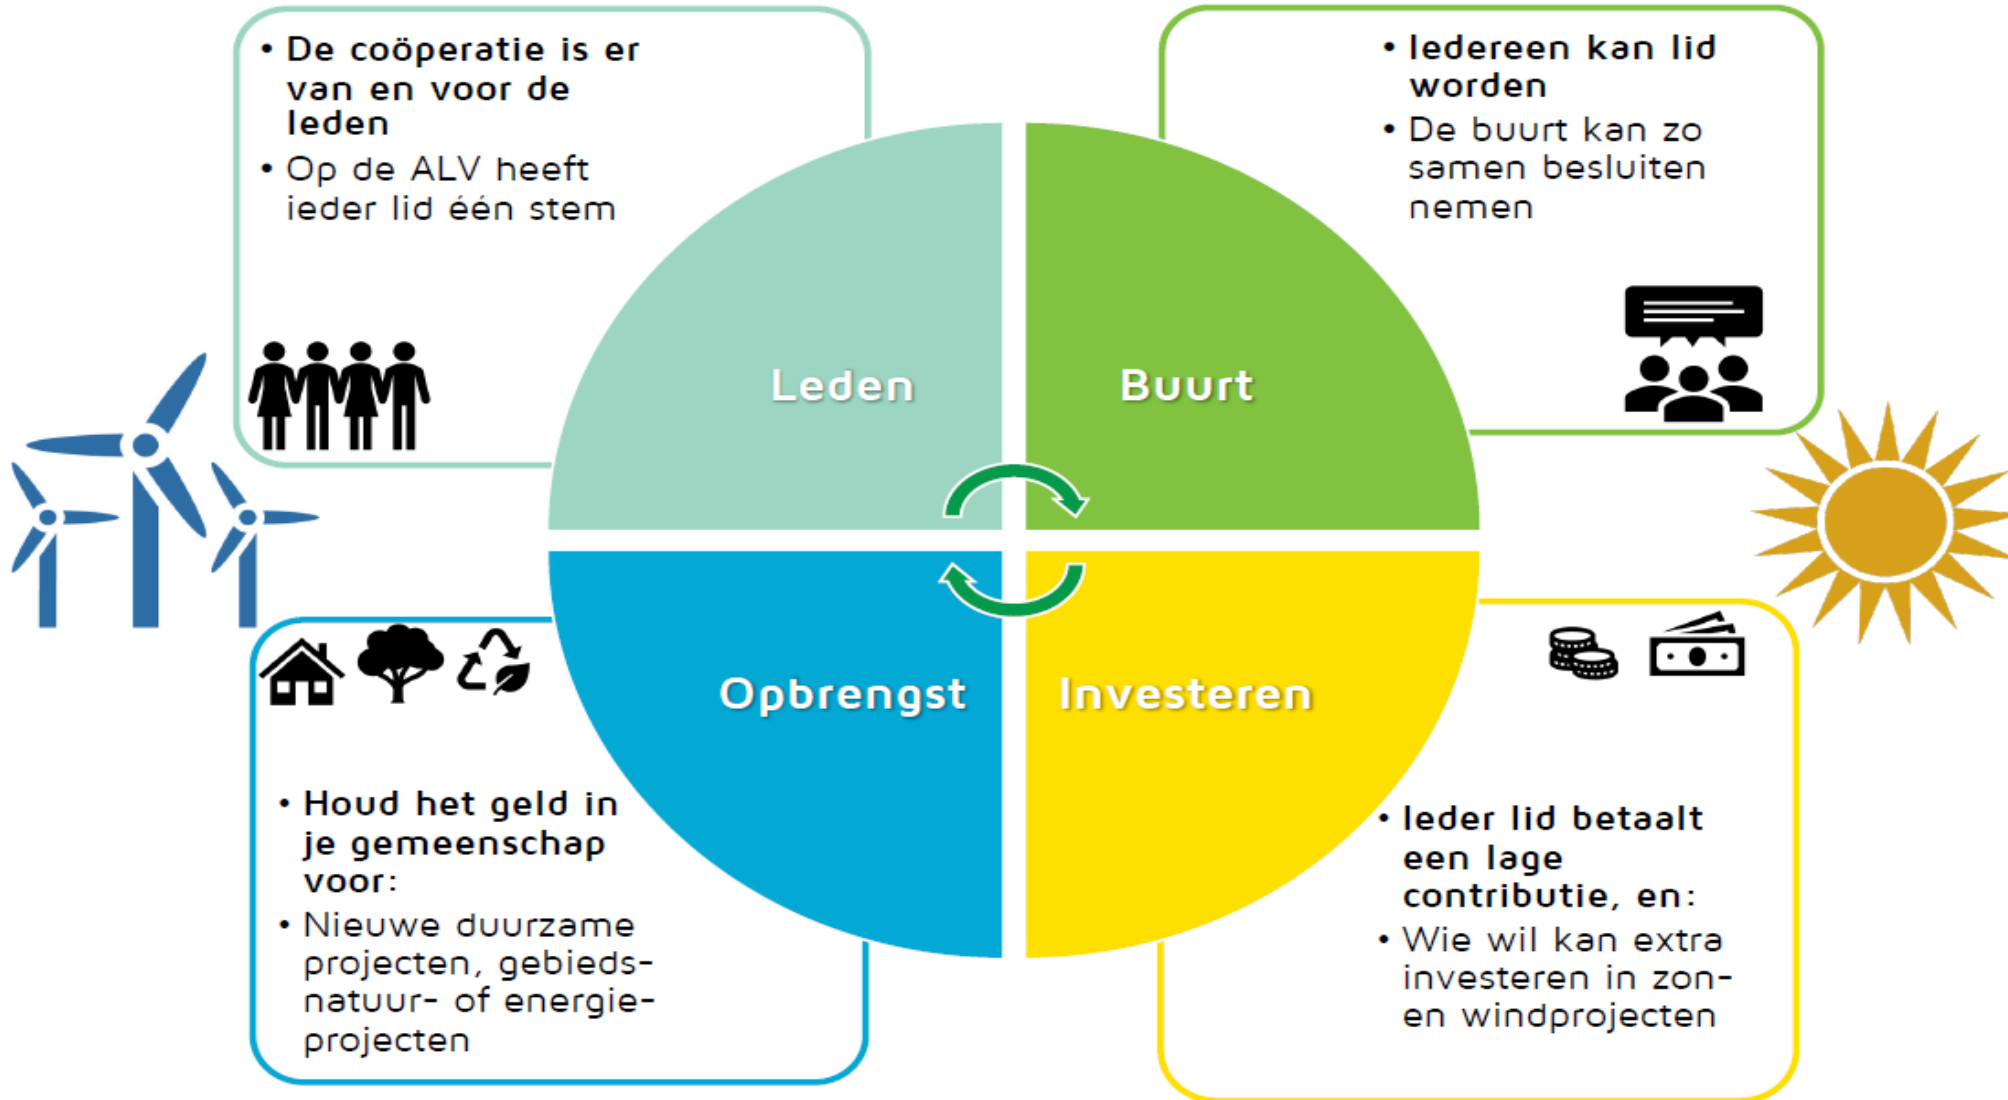 • De coöperatie is er
van en voor de
leden
• Op de ALV heeft
ieder lid één stem
• Iedereen kan lid
worden
• De buurt kan zo
samen besluiten
nemen
Leden
Buurt
Opbrengst
Investeren
• Houd het geld in
je gemeenschap
voor:
• Nieuwe duurzame
projecten, gebieds-
natuur- of energie-
projecten
• Ieder lid betaalt
een lage
contributie, en:
• Wie wil kan extra
investeren in zon-
en windprojecten